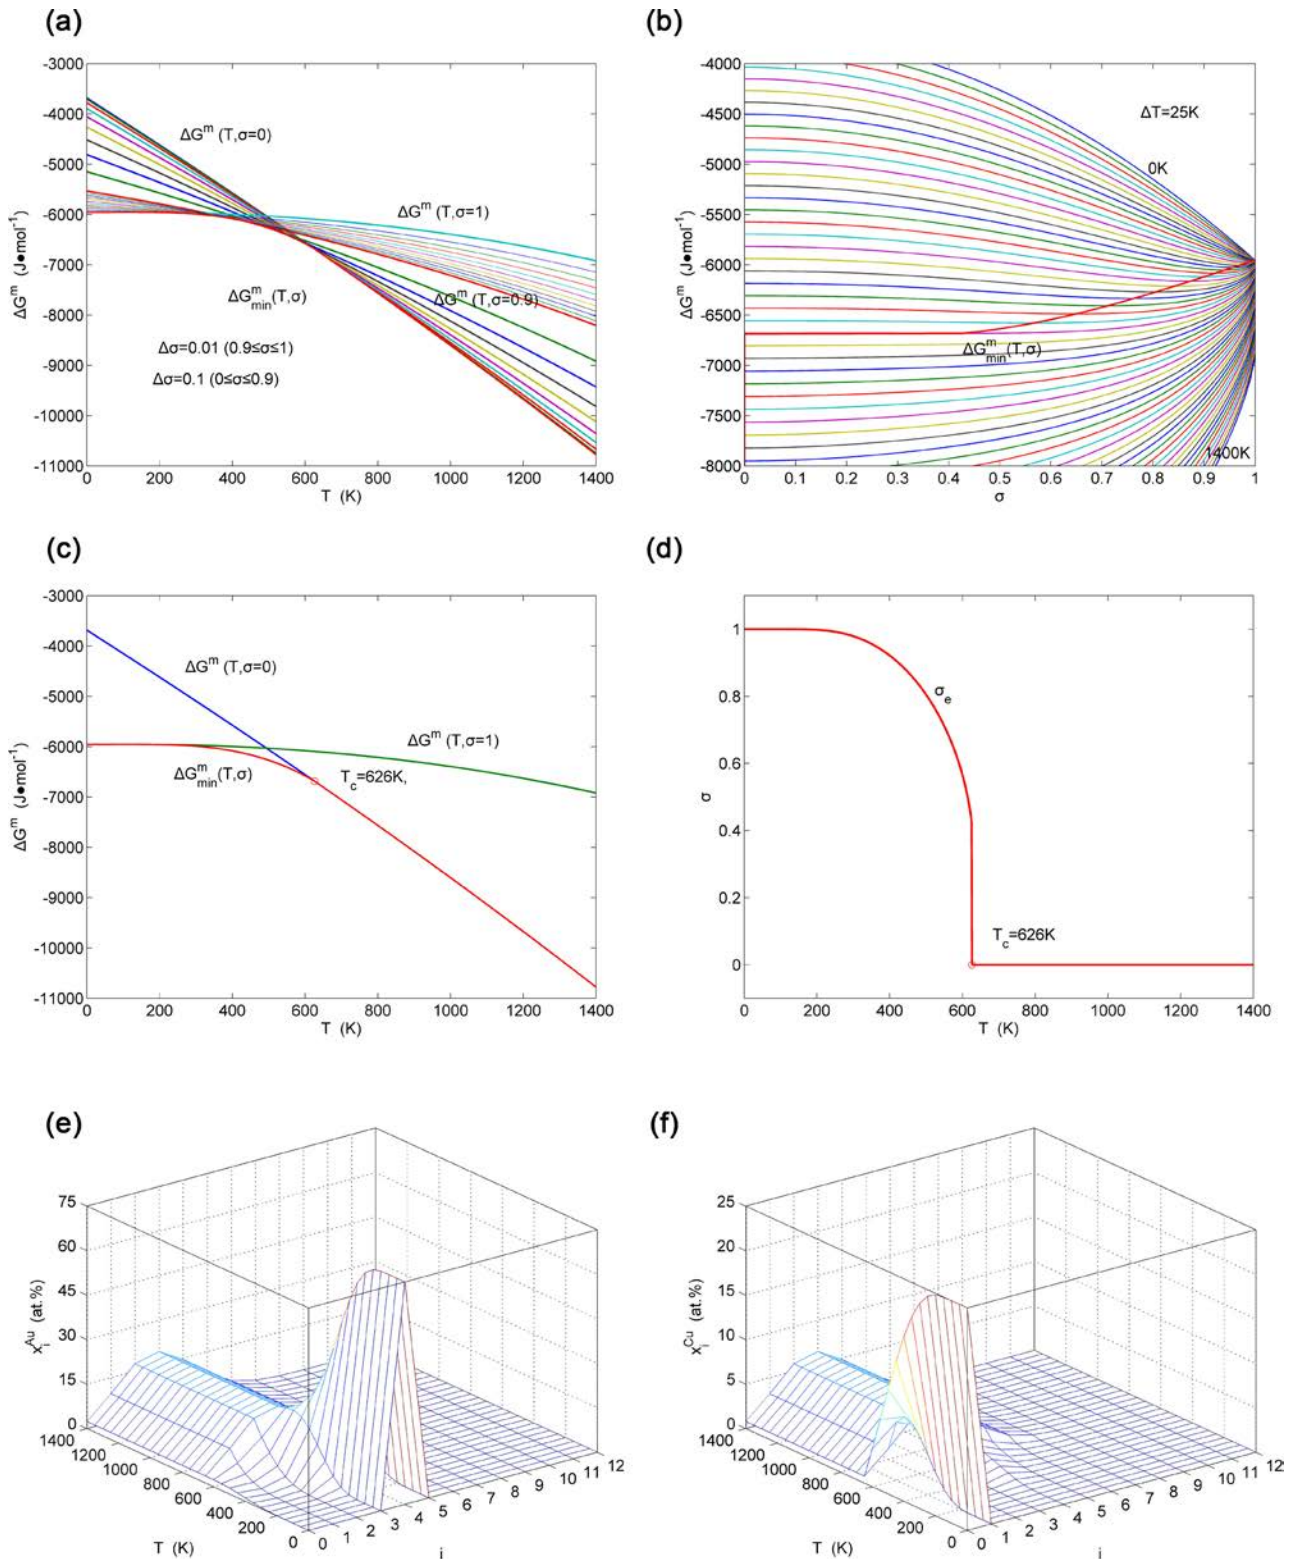 (a)
-3000
-4000
-5000
-6000
-7000
-8000
-9000
-10000
-11000
0 200 400 600 800 1000 1200 1400
T (K)
ΔG^m (J●mol^-1)
ΔG^m (T,σ=0)
ΔG^m (T,σ=1)
ΔG^m_min(T,σ)
ΔG^m (T,σ=0.9)
Δσ=0.01 (0.9≤σ≤1)
Δσ=0.1 (0≤σ≤0.9)
(b)
-4000
-4500
-5000
-5500
-6000
-6500
-7000
-7500
-8000
0 0.1 0.2 0.3 0.4 0.5 0.6 0.7 0.8 0.9 1
σ
ΔG^m (J●mol^-1)
ΔT=25K
0K
ΔG^m_min(T,σ)
1400K
(c)
-3000
-4000
-5000
-6000
-7000
-8000
-9000
-10000
-11000
0 200 400 600 800 1000 1200 1400
T (K)
ΔG^m (J●mol^-1)
ΔG^m (T,σ=0)
ΔG^m (T,σ=1)
ΔG^m_min(T,σ)
T_c=626K,
(d)
1
0.8
0.6
0.4
0.2
0
0 200 400 600 800 1000 1200 1400
T (K)
σ
σ_e
T_c=626K
(e)
75
60
45
30
15
0
x_i^Au (at.%)
1400
1200
1000
800
600
400
200
0
T (K)
0 1 2 3 4 5 6 7 8 9 10 11 12
i
(f)
25
20
15
10
5
0
x_i^Cu (at.%)
1400
1200
1000
800
600
400
200
0
T (K)
0 1 2 3 4 5 6 7 8 9 10 11 12
i